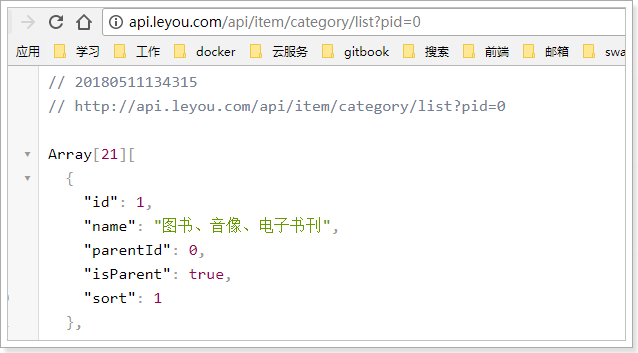 api.leyou.com/api/item/category/list?pid=0
应用 学习 工作 docker 云服务 gitbook 搜索 前端 邮箱 swa
// 20180511134315
// http://api.leyou.com/api/item/category/list?pid=0
Array[21][
{
"id": 1,
"name": "图书、音像、电子书刊",
"parentId": 0,
"isParent": true,
"sort": 1
},